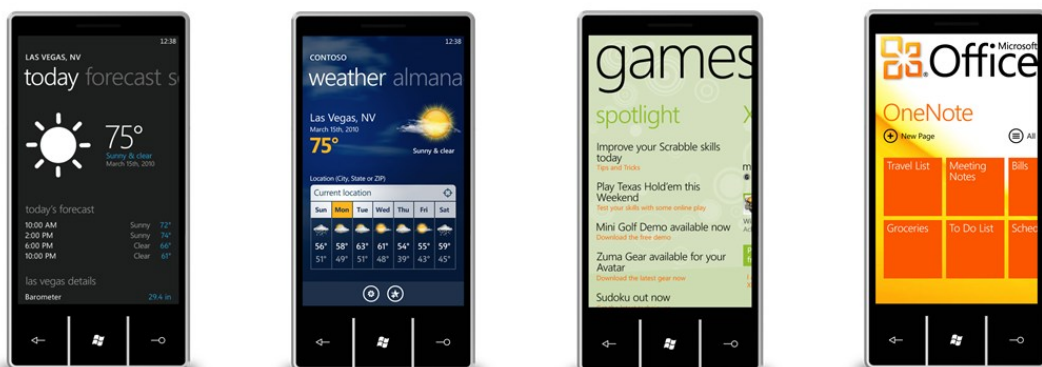 12:38
LAS VEGAS, NV
today forecast s
75°
Sunny & clear
March 15th, 2010
today's forecast
10:00 AM Sunny 72°
2:00 PM Sunny 74°
6:00 PM Clear 66°
10:00 PM Clear 61°
las vegas details
Barometer 29.4 in
12:38
CONTOSO
weather almana
Las Vegas, NV
March 15th, 2010
75°
Sunny & clear
Location (City, State or ZIP)
Current location
Sun Mon Tue Wed Thu Fri Sat
56° 58° 63° 61° 54° 55° 59°
51° 49° 51° 48° 39° 43° 45°
games
spotlight
Improve your Scrabble skills
today
Tips and Tricks
Play Texas Hold'em this
Weekend
Test your skills with some online play
Mini Golf Demo available now
Download the free demo
Zuma Gear available for your
Avatar
Download the latest gear now
Sudoku out now
Microsoft
Office
OneNote
New Page
All
Travel List
Meeting
Notes
Bills
Groceries
To Do List
Sched